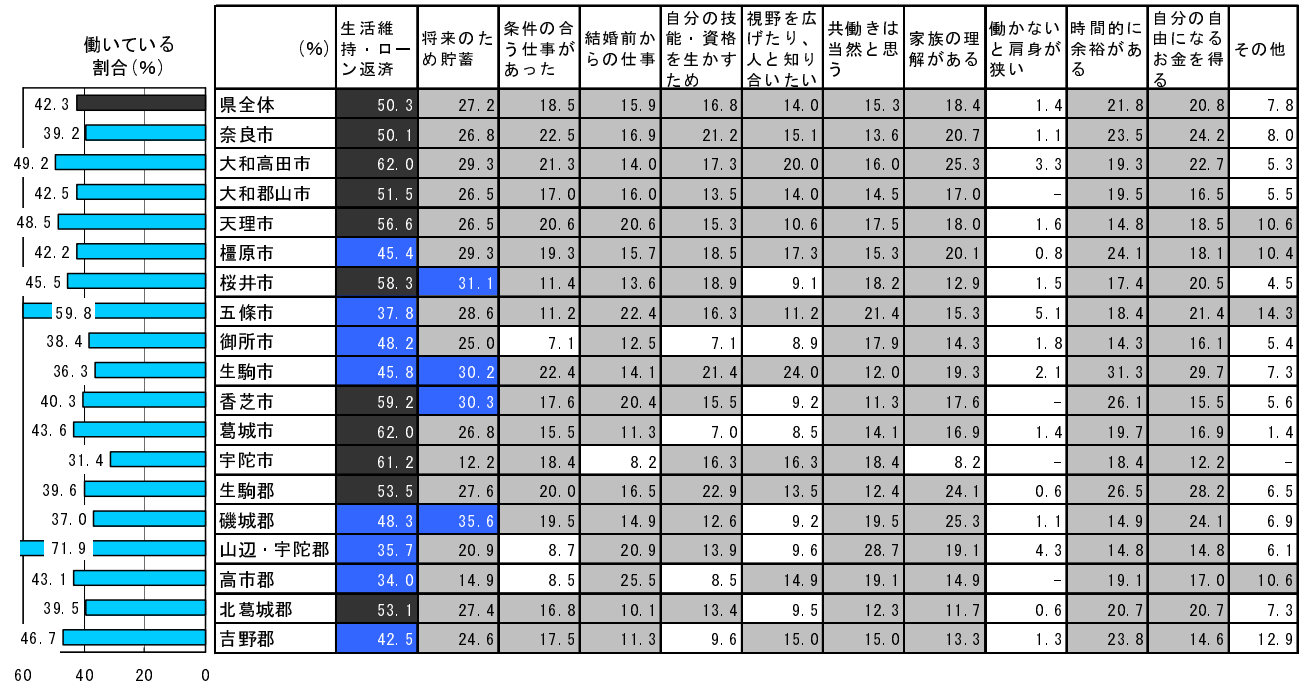 働いている
割合(%)
(%) 生活維持・ローン返済 将来のため貯蓄 条件の合う仕事があった 結婚前からの仕事 自分の技能・資格を生かすため 視野を広げたり、人と知り合いたい 共働きは当然と思う 家族の理解がある 働かないと肩身が狭い 時間的に余裕がある 自分の自由になるお金を得る その他
42.3 県全体 50.3 27.2 18.5 15.9 16.8 14.0 15.3 18.4 1.4 21.8 20.8 7.8
39.2 奈良市 50.1 26.8 22.5 16.9 21.2 15.1 13.6 20.7 1.1 23.5 24.2 8.0
49.2 大和高田市 62.0 29.3 21.3 14.0 17.3 20.0 16.0 25.3 3.3 19.3 22.7 5.3
42.5 大和郡山市 51.5 26.5 17.0 16.0 13.5 14.0 14.5 17.0 – 19.5 16.5 5.5
48.5 天理市 56.6 26.5 20.6 20.6 15.3 10.6 17.5 18.0 1.6 14.8 18.5 10.6
42.2 橿原市 45.4 29.3 19.3 15.7 18.5 17.3 15.3 20.1 0.8 24.1 18.1 10.4
45.5 桜井市 58.3 31.1 11.4 13.6 18.9 9.1 18.2 12.9 1.5 17.4 20.5 4.5
59.8 五條市 37.8 28.6 11.2 22.4 16.3 11.2 21.4 15.3 5.1 18.4 21.4 14.3
38.4 御所市 48.2 25.0 7.1 12.5 7.1 8.9 17.9 14.3 1.8 14.3 16.1 5.4
36.3 生駒市 45.8 30.2 22.4 14.1 21.4 24.0 12.0 19.3 2.1 31.3 29.7 7.3
40.3 香芝市 59.2 30.3 17.6 20.4 15.5 9.2 11.3 17.6 – 26.1 15.5 5.6
43.6 葛城市 62.0 26.8 15.5 11.3 7.0 8.5 14.1 16.9 1.4 19.7 16.9 1.4
31.4 宇陀市 61.2 12.2 18.4 8.2 16.3 16.3 18.4 8.2 – 18.4 12.2 –
39.6 生駒郡 53.5 27.6 20.0 16.5 22.9 13.5 12.4 24.1 0.6 26.5 28.2 6.5
37.0 磯城郡 48.3 35.6 19.5 14.9 12.6 9.2 19.5 25.3 1.1 14.9 24.1 6.9
71.9 山辺・宇陀郡 35.7 20.9 8.7 20.9 13.9 9.6 28.7 19.1 4.3 14.8 14.8 6.1
43.1 高市郡 34.0 14.9 8.5 25.5 8.5 14.9 19.1 14.9 – 19.1 17.0 10.6
39.5 北葛城郡 53.1 27.4 16.8 10.1 13.4 9.5 12.3 11.7 0.6 20.7 20.7 7.3
46.7 吉野郡 42.5 24.6 17.5 11.3 9.6 15.0 15.0 13.3 1.3 23.8 14.6 12.9
60 40 20 0